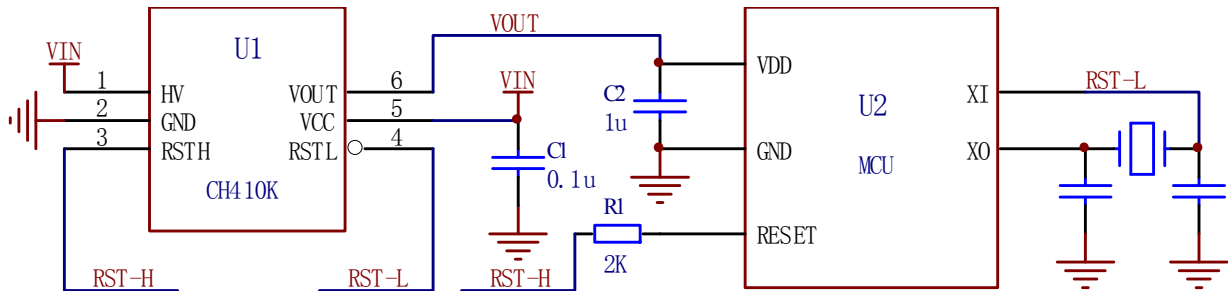 VOUT
VIN
U1
1
HV
VOUT
6
2
GND
VCC
5
3
RSTH
RSTL
4
CH410K
RST-H
RST-L
VIN
C1
0.1u
C2
1u
RST-H
R1
2K
VDD
GND
RESET
U2
MCU
XI
XO
RST-L